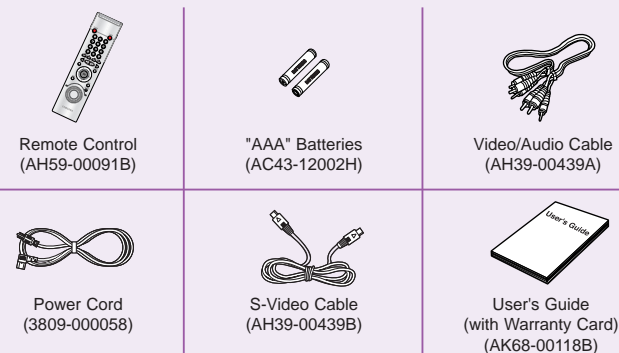 Remote Control
(AH59-00091B)
"AAA" Batteries
(AC43-12002H)
Video/Audio Cable
(AH39-00439A)
Power Cord
(3809-000058)
S-Video Cable
(AH39-00439B)
User's Guide
User's Guide
(with Warranty Card)
(AK68-00118B)